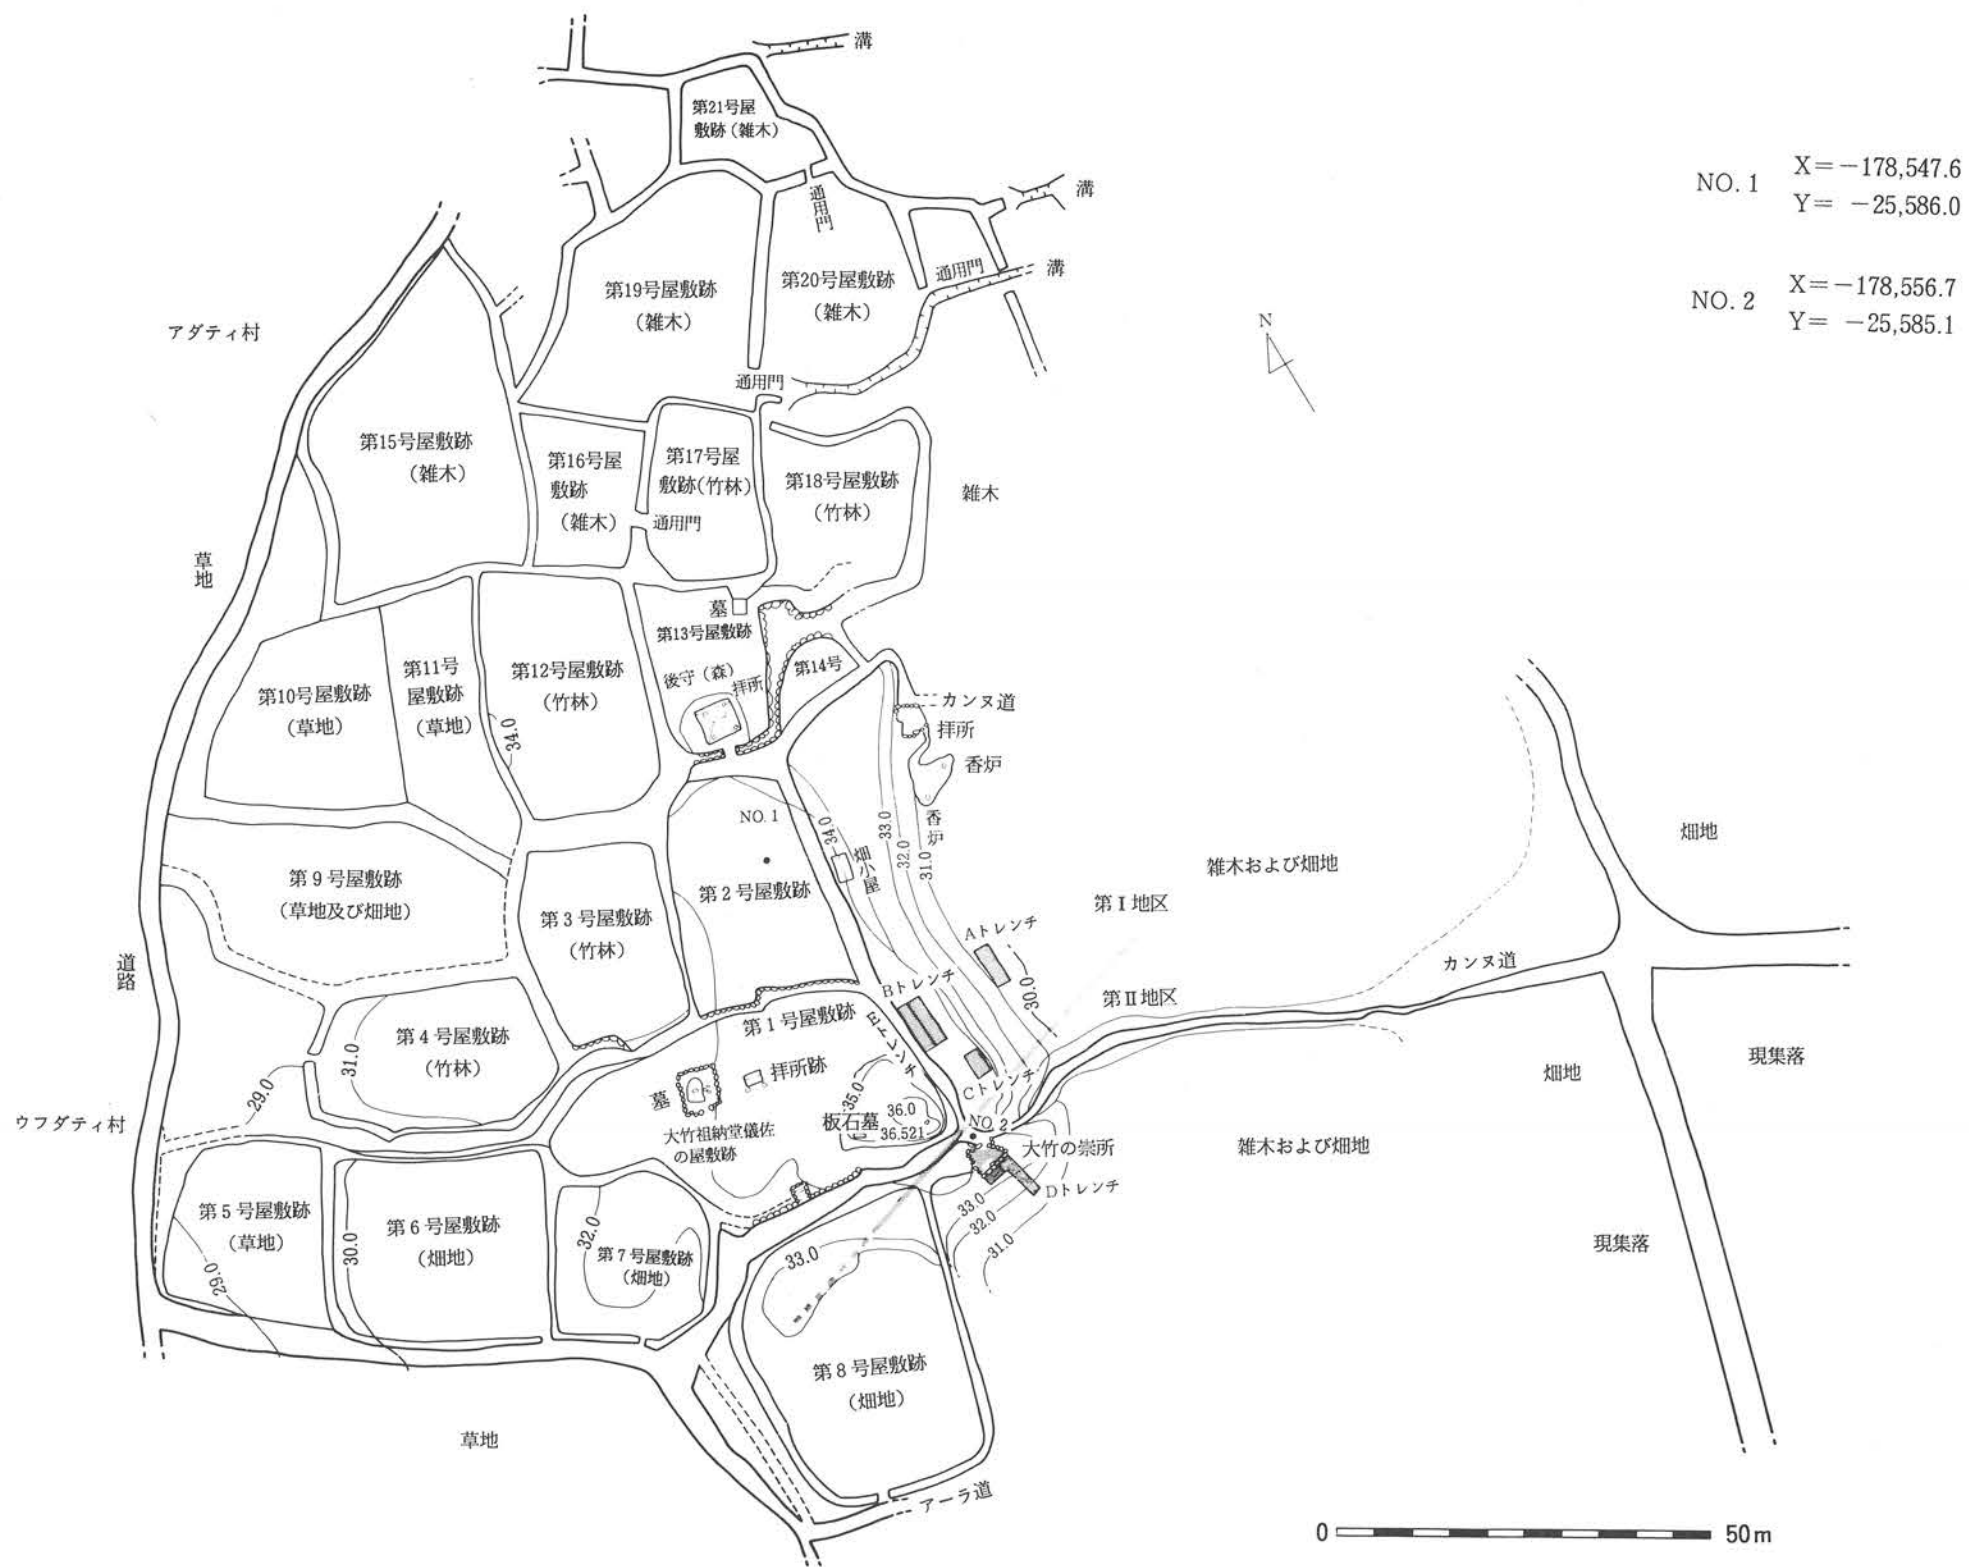 溝
第21号屋
敷跡（雑木）
NO. 1
X＝－178,547.6
Y＝ －25,586.0
溝
通用門
第19号屋敷跡
（雑木）
第20号屋敷跡
（雑木）
通用門
溝
NO. 2
X＝－178,556.7
Y＝ －25,585.1
アダティ村
N
通用門
第15号屋敷跡
（雑木）
第16号屋
敷跡
（雑木）
第17号屋
敷跡（竹林）
通用門
第18号屋敷跡
（竹林）
雑木
草地
墓
第13号屋敷跡
後守（森）
拝所
第14号
第10号屋敷跡
（草地）
第11号
屋敷跡
（草地）
第12号屋敷跡
（竹林）
34.0
カンヌ道
拝所
香炉
香炉
NO. 1
34.0
33.0
32.0
31.0
畑小屋
畑地
雑木および畑地
第9号屋敷跡
（草地及び畑地）
第3号屋敷跡
（竹林）
第2号屋敷跡
第Ⅰ地区
Aトレンチ
道路
カンヌ道
Bトレンチ
30.0
第Ⅱ地区
第4号屋敷跡
（竹林）
31.0
第1号屋敷跡
Eトレンチ
拝所跡
墓
35.0
36.0
36.521
板石墓
Cトレンチ
現集落
畑地
29.0
ウフダティ村
大竹祖納堂儀佐
の屋敷跡
NO. 2
大竹の崇所
Dトレンチ
雑木および畑地
第5号屋敷跡
（草地）
29.0
30.0
第6号屋敷跡
（畑地）
32.0
第7号屋敷跡
（畑地）
33.0
33.0
32.0
31.0
現集落
第8号屋敷跡
（畑地）
草地
アーラ道
0
50m